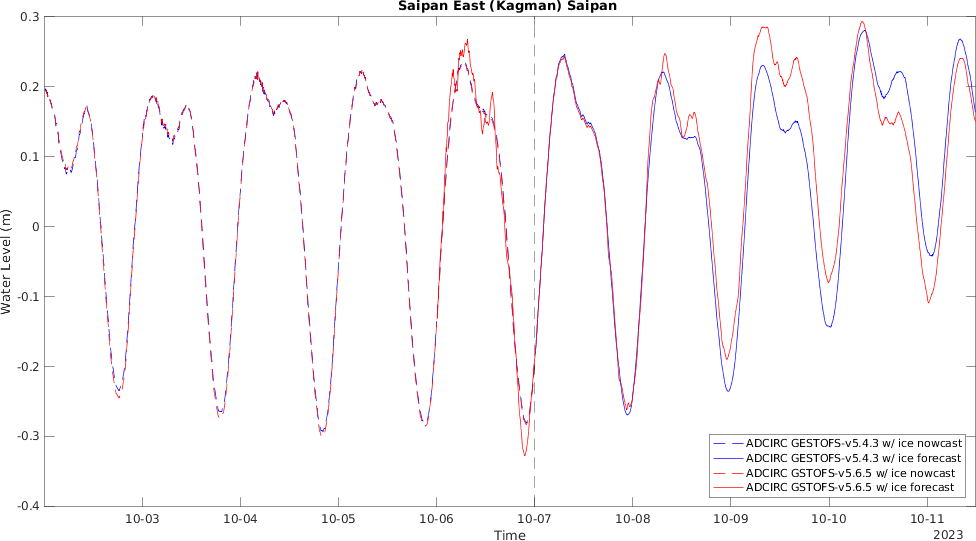 Saipan East (Kagman) Saipan
0.3
0.2
0.1
0
-0.1
-0.2
-0.3
-0.4
Water Level (m)
10-03 10-04 10-05 10-06 10-07 10-08 10-09 10-10 10-11
Time
2023
ADCIRC GESTOFS-v5.4.3 w/ ice nowcast
ADCIRC GESTOFS-v5.4.3 w/ ice forecast
ADCIRC GSTOFS-v5.6.5 w/ ice nowcast
ADCIRC GSTOFS-v5.6.5 w/ ice forecast